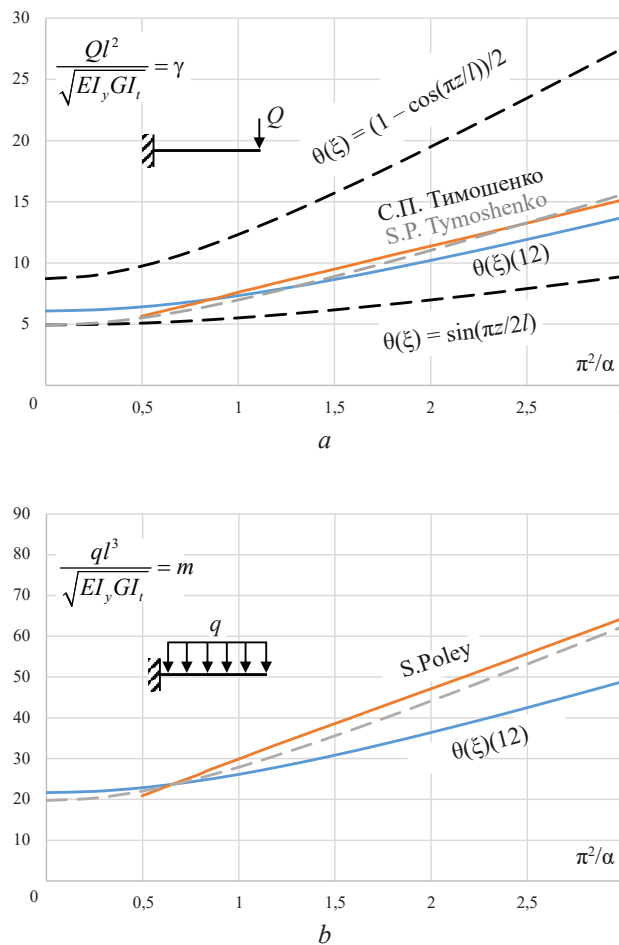 30
Ql² / √(EI_yGI_t) = γ
25
20
15
10
5
0
Q
θ(ξ) = (1 – cos(πz/l))/2
С.П. Тимошенко
S.P. Tymoshenko
θ(ξ)(12)
θ(ξ) = sin(πz/2l)
π²/α
0,5 1 1,5 2 2,5
a
90
ql³ / √(EI_yGI_t) = m
80
70
60
50
40
30
20
10
0
q
S.Poley
θ(ξ)(12)
π²/α
0,5 1 1,5 2 2,5
b